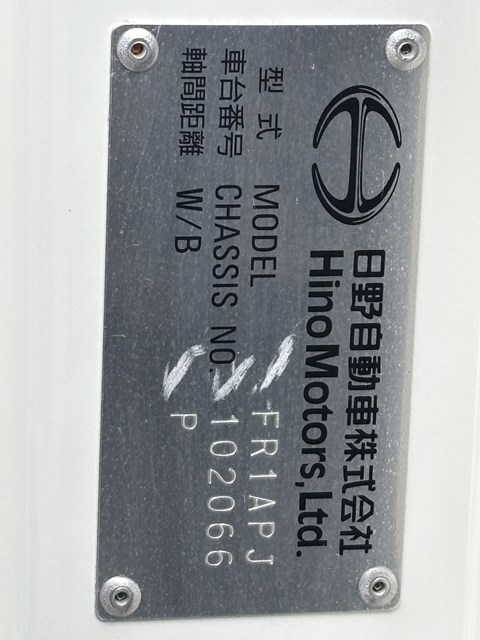 日野自動車株式会社
Hino Motors, Ltd.
型式 MODEL -FR1APJ
車台番号 CHASSIS NO. 102066
軸間距離 W/B P